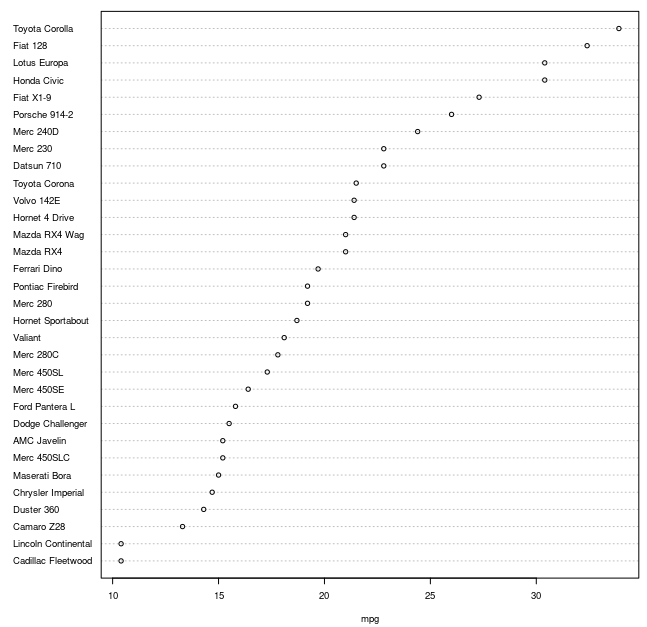 Toyota Corolla
Fiat 128
Lotus Europa
Honda Civic
Fiat X1-9
Porsche 914-2
Merc 240D
Merc 230
Datsun 710
Toyota Corona
Volvo 142E
Hornet 4 Drive
Mazda RX4 Wag
Mazda RX4
Ferrari Dino
Pontiac Firebird
Merc 280
Hornet Sportabout
Valiant
Merc 280C
Merc 450SL
Merc 450SE
Ford Pantera L
Dodge Challenger
AMC Javelin
Merc 450SLC
Maserati Bora
Chrysler Imperial
Duster 360
Camaro Z28
Lincoln Continental
Cadillac Fleetwood
10 15 20 25 30
mpg